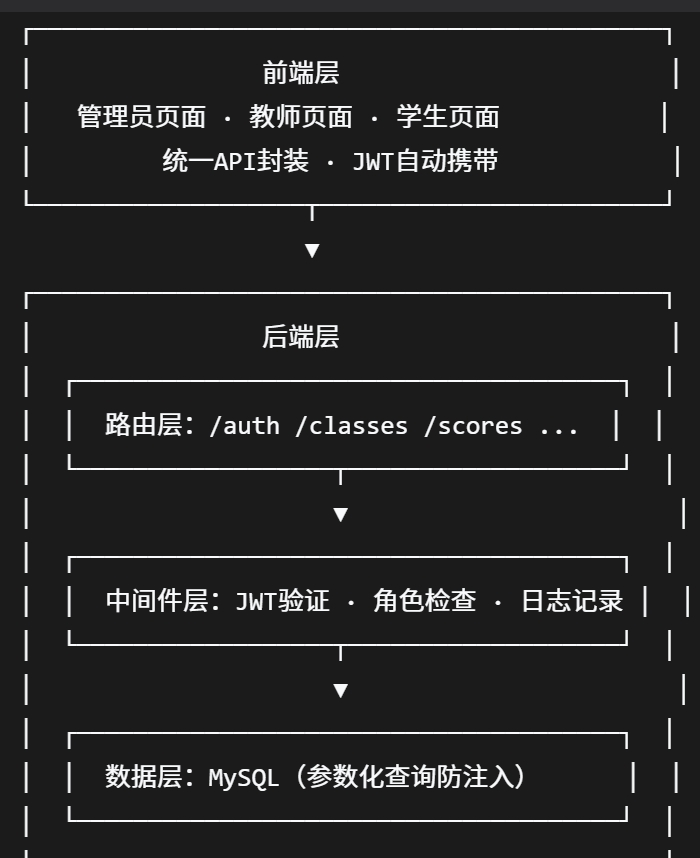 前端层
管理员页面 · 教师页面 · 学生页面
统一API封装 · JWT自动携带
▼
后端层
路由层：/auth /classes /scores ...
▼
中间件层：JWT验证 · 角色检查 · 日志记录
▼
数据层：MySQL（参数化查询防注入）